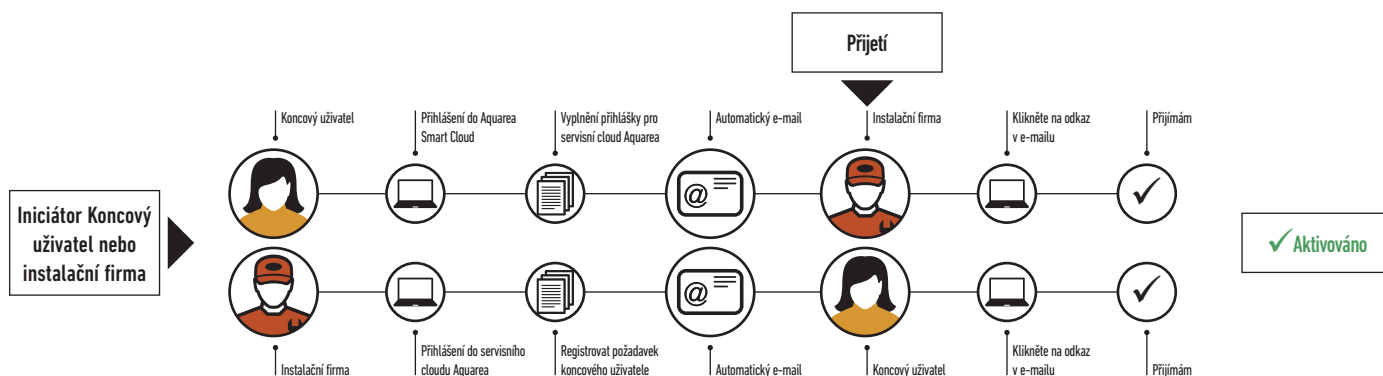 Přijetí
Koncový uživatel
Přihlášení do Aquarea
Smart Cloud
Vyplnění přihlášky pro
servisní cloud Aquarea
Automatický e-mail
Instalační firma
Klikněte na odkaz
v e-mailu
Přijímám
Iniciátor Koncový
uživatel nebo
instalační firma
@
@
✓ Aktivováno
Instalační firma
Přihlášení do servisního
cloudu Aquarea
Registrovat požadavek
koncového uživatele
Automatický e-mail
Koncový uživatel
Klikněte na odkaz
v e-mailu
Přijímám